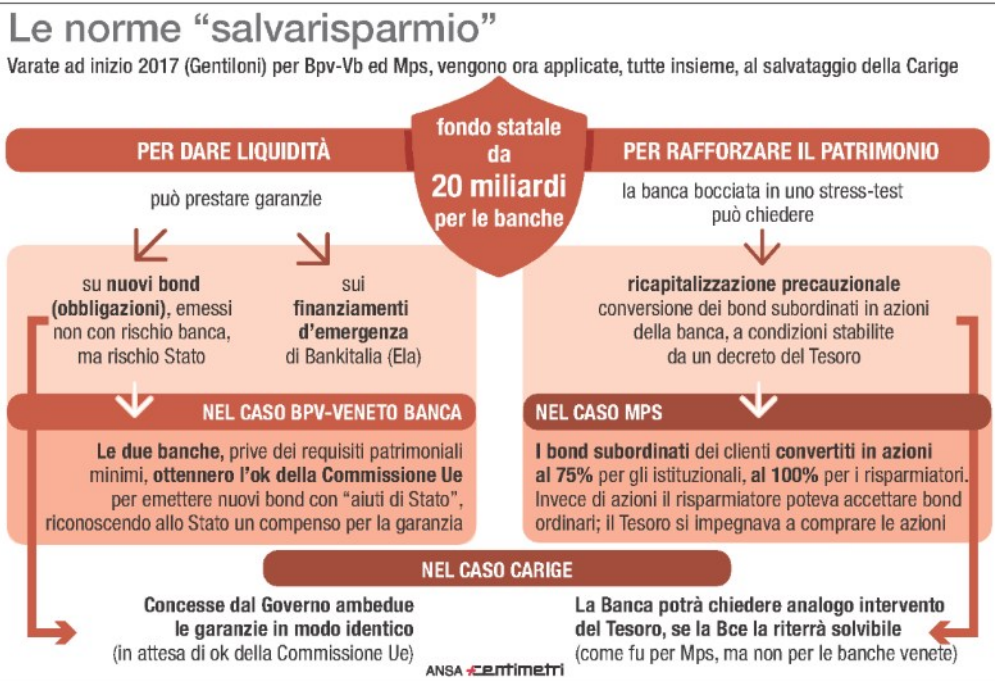 Le norme “salvarisparmio”
Varate ad inizio 2017 (Gentiloni) per Bpv-Vb ed Mps, vengono ora applicate, tutte insieme, al salvataggio della Carige
fondo statale
da
20 miliardi
per le banche
PER DARE LIQUIDITÀ
può prestare garanzie
su nuovi bond
(obbligazioni), emessi
non con rischio banca,
ma rischio Stato
sui
finanziamenti
d’emergenza
di Bankitalia (Ela)
NEL CASO BPV-VENETO BANCA
Le due banche, prive dei requisiti patrimoniali
minimi, ottennero l’ok della Commissione Ue
per emettere nuovi bond con “aiuti di Stato”,
riconoscendo allo Stato un compenso per la garanzia
PER RAFFORZARE IL PATRIMONIO
la banca bocciata in uno stress-test
può chiedere
ricapitalizzazione precauzionale
conversione dei bond subordinati in azioni
della banca, a condizioni stabilite
da un decreto del Tesoro
NEL CASO MPS
I bond subordinati dei clienti convertiti in azioni
al 75% per gli istituzionali, al 100% per i risparmiatori.
Invece di azioni il risparmiatore poteva accettare bond
ordinari; il Tesoro si impegnava a comprare le azioni
NEL CASO CARIGE
Concesse dal Governo ambedue
le garanzie in modo identico
(in attesa di ok della Commissione Ue)
La Banca potrà chiedere analogo intervento
del Tesoro, se la Bce la riterrà solvibile
(come fu per Mps, ma non per le banche venete)
ANSA centimetri